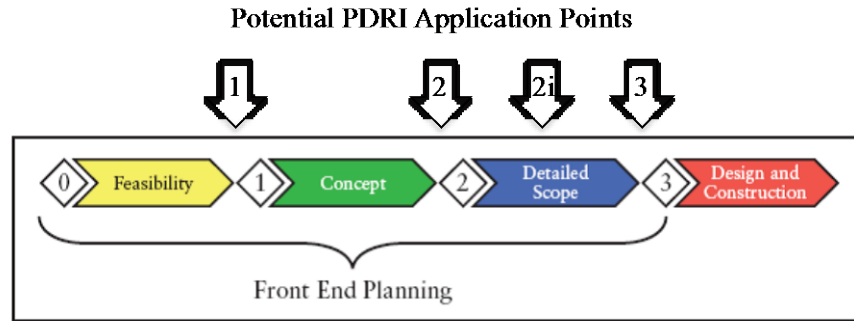 Potential PDRI Application Points
1 2 2i 3
0 Feasibility 1 Concept 2 Detailed Scope 3 Design and Construction
Front End Planning